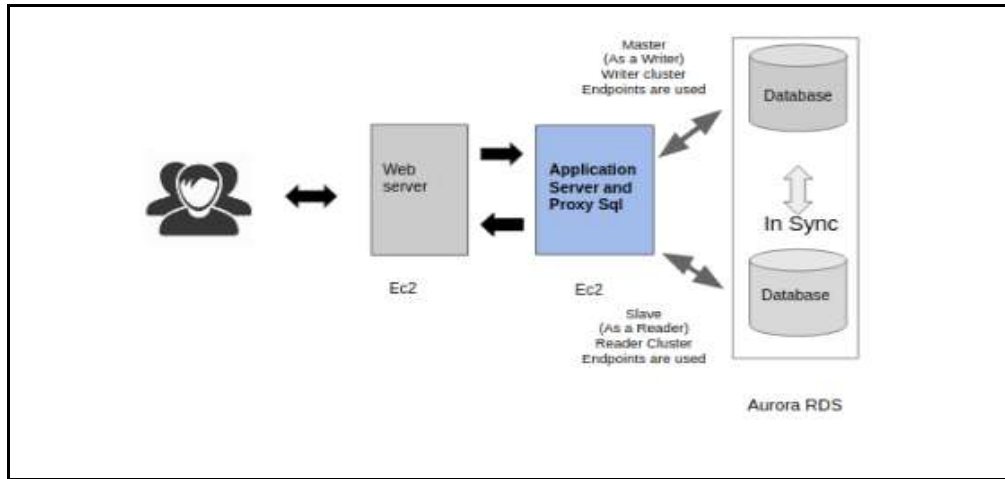 Master
(As a Writer)
Writer cluster
Endpoints are used
Database
Web
server
Application
Server and
Proxy Sql
In Sync
Database
Ec2
Ec2
Slave
(As a Reader)
Reader Cluster
Endpoints are used
Aurora RDS